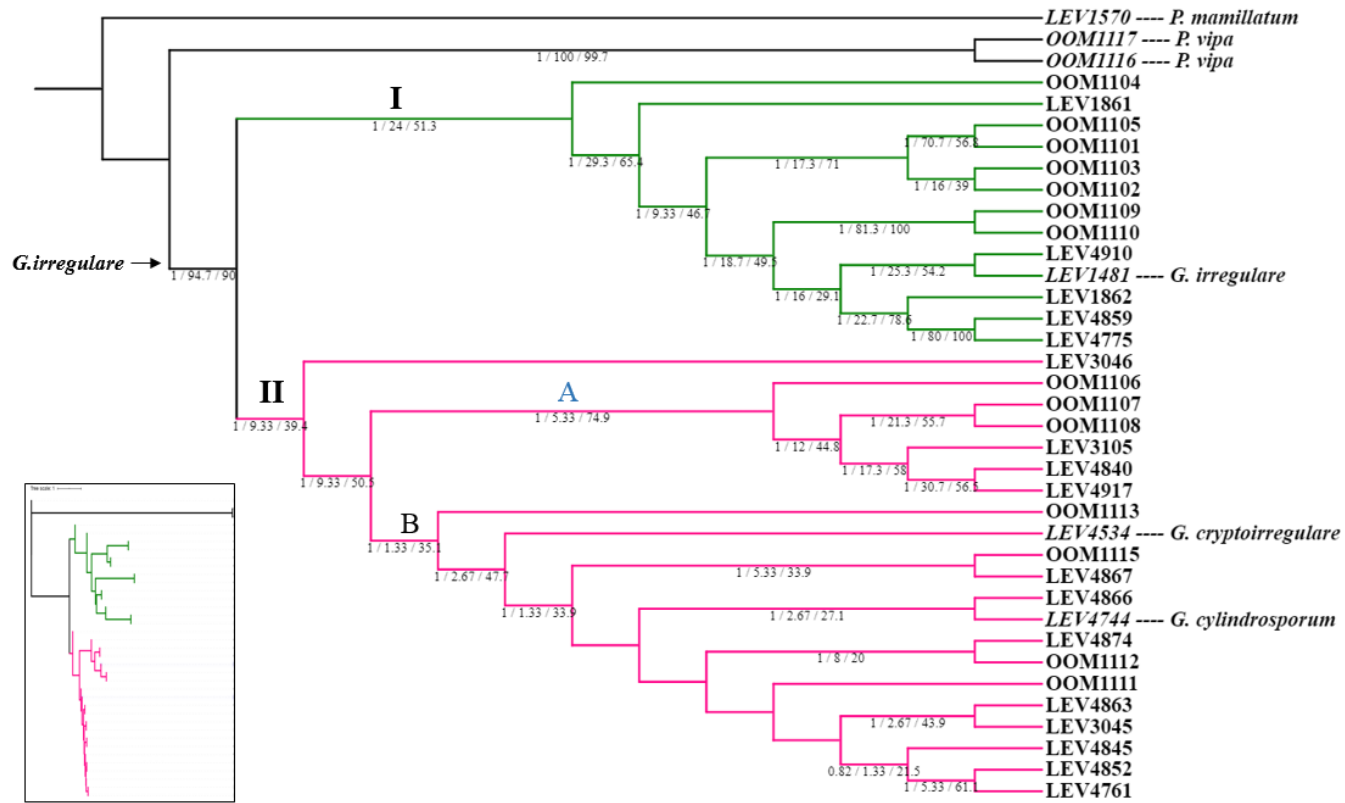 LEV1570 ---- P. mamillatum
OOM1117 ---- P. vipa
OOM1116 ---- P. vipa
1 / 100 / 99.7
OOM1104
I
LEV1861
1 / 24 / 51.3
OOM1105
1 / 70.7 / 56.8
OOM1101
1 / 29.3 / 65.4
1 / 17.3 / 71
OOM1103
1 / 16 / 39
OOM1102
1 / 9.33 / 46.7
OOM1109
1 / 81.3 / 100
OOM1110
LEV4910
G.irregulare
1 / 94.7 / 90
1 / 18.7 / 49.5
1 / 25.3 / 54.2
LEV1481 ---- G. irregulare
1 / 16 / 29.1
LEV1862
1 / 22.7 / 78.6
LEV4859
1 / 80 / 100
LEV4775
LEV3046
II
A
OOM1106
1 / 9.33 / 39.4
1 / 5.33 / 74.9
OOM1107
1 / 21.3 / 55.7
OOM1108
1 / 12 / 44.8
LEV3105
1 / 17.3 / 58
LEV4840
1 / 9.33 / 50.5
1 / 30.7 / 56.5
LEV4917
Tree scale: 1
B
OOM1113
LEV4534 ---- G. cryptoirregulare
1 / 1.33 / 35.1
OOM1115
1 / 2.67 / 47.7
1 / 5.33 / 33.9
LEV4867
LEV4866
1 / 1.33 / 33.9
1 / 2.67 / 27.1
LEV4744 ---- G. cylindrosporum
LEV4874
1 / 8 / 20
OOM1112
OOM1111
LEV4863
1 / 2.67 / 43.9
LEV3045
LEV4845
0.82 / 1.33 / 21.5
LEV4852
1 / 5.33 / 61.1
LEV4761